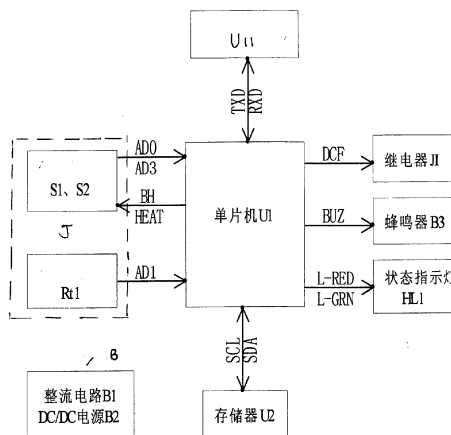 U11
TXD
RXD
AD0
AD3
S1、S2
BH
HEAT
J
Rt1
AD1
单片机U1
DCF
继电器J1
BUZ
蜂鸣器B3
L-RED
L-GRN
状态指示灯
HL1
SCL
SDA
存储器U2
B
整流电路B1
DC/DC电源B2